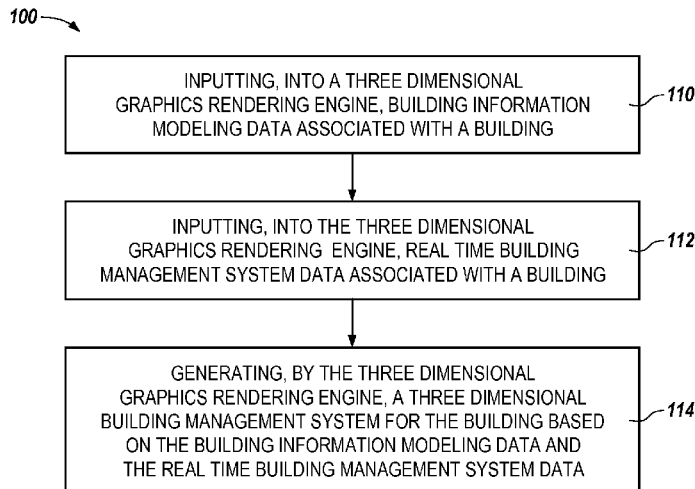 100
INPUTTING, INTO A THREE DIMENSIONAL
GRAPHICS RENDERING ENGINE, BUILDING INFORMATION
MODELING DATA ASSOCIATED WITH A BUILDING
110
INPUTTING, INTO THE THREE DIMENSIONAL
GRAPHICS RENDERING ENGINE, REAL TIME BUILDING
MANAGEMENT SYSTEM DATA ASSOCIATED WITH A BUILDING
112
GENERATING, BY THE THREE DIMENSIONAL
GRAPHICS RENDERING ENGINE, A THREE DIMENSIONAL
BUILDING MANAGEMENT SYSTEM FOR THE BUILDING BASED
ON THE BUILDING INFORMATION MODELING DATA AND
THE REAL TIME BUILDING MANAGEMENT SYSTEM DATA
114